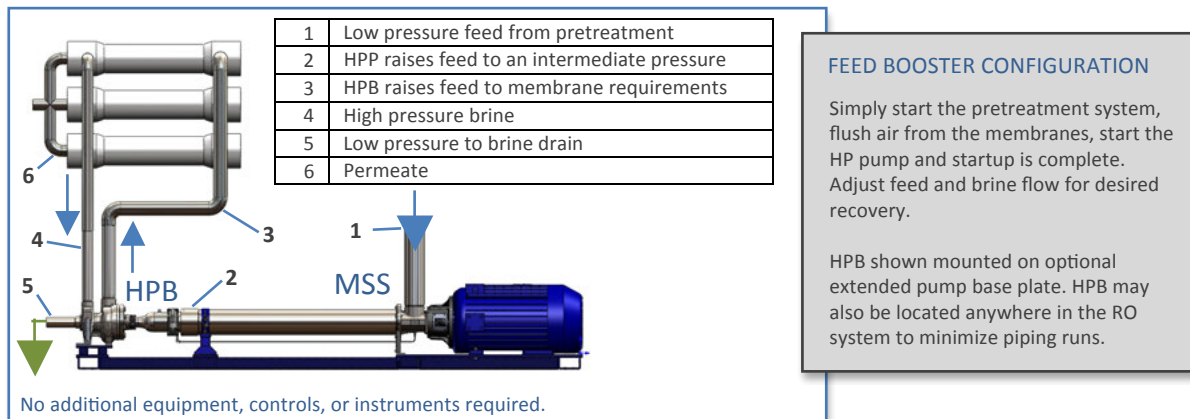 1 Low pressure feed from pretreatment
2 HPP raises feed to an intermediate pressure
3 HPB raises feed to membrane requirements
4 High pressure brine
5 Low pressure to brine drain
6 Permeate
6
4
3
1
5
HPB
2
MSS
No additional equipment, controls, or instruments required.
FEED BOOSTER CONFIGURATION
Simply start the pretreatment system,
flush air from the membranes, start the
HP pump and startup is complete.
Adjust feed and brine flow for desired
recovery.
HPB shown mounted on optional
extended pump base plate. HPB may
also be located anywhere in the RO
system to minimize piping runs.